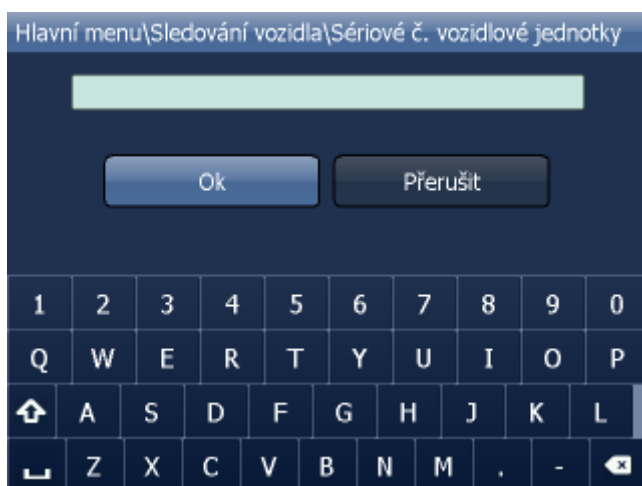 Hlavní menu\Sledování vozidla\Sériové č. vozidlové jednotky
Ok Přerušit
1 2 3 4 5 6 7 8 9 0
Q W E R T Y U I O P
A S D F G H J K L
Z X C V B N M . -